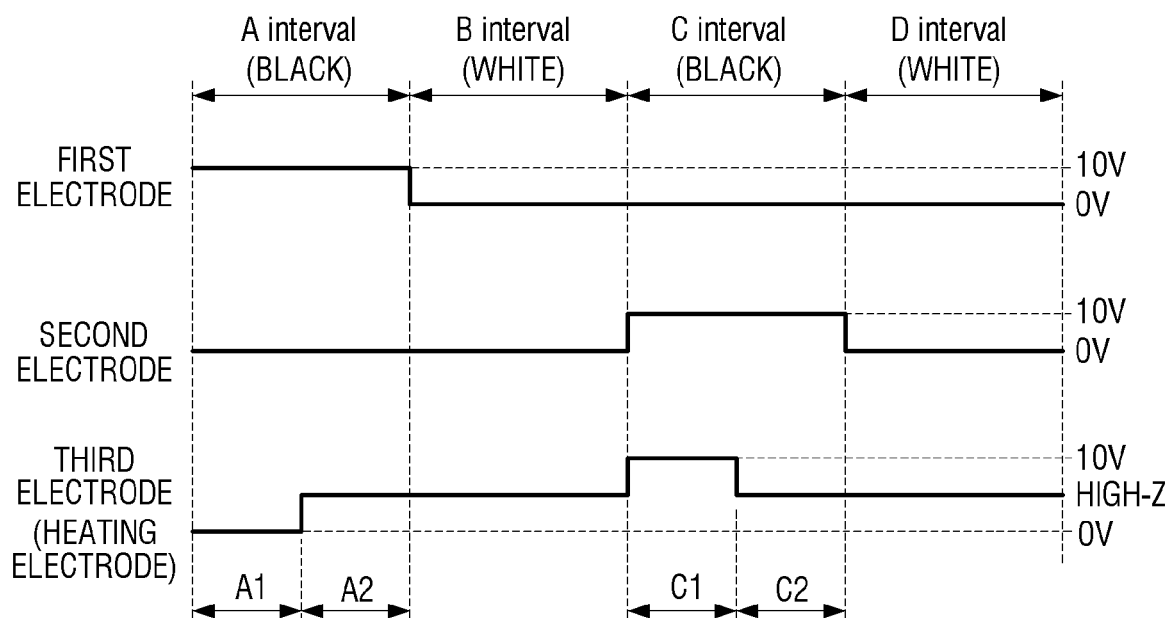 A interval
(BLACK)
B interval
(WHITE)
C interval
(BLACK)
D interval
(WHITE)
FIRST
ELECTRODE
10V
0V
SECOND
ELECTRODE
10V
0V
THIRD
ELECTRODE
(HEATING
ELECTRODE)
10V
HIGH-Z
0V
A1
A2
C1
C2